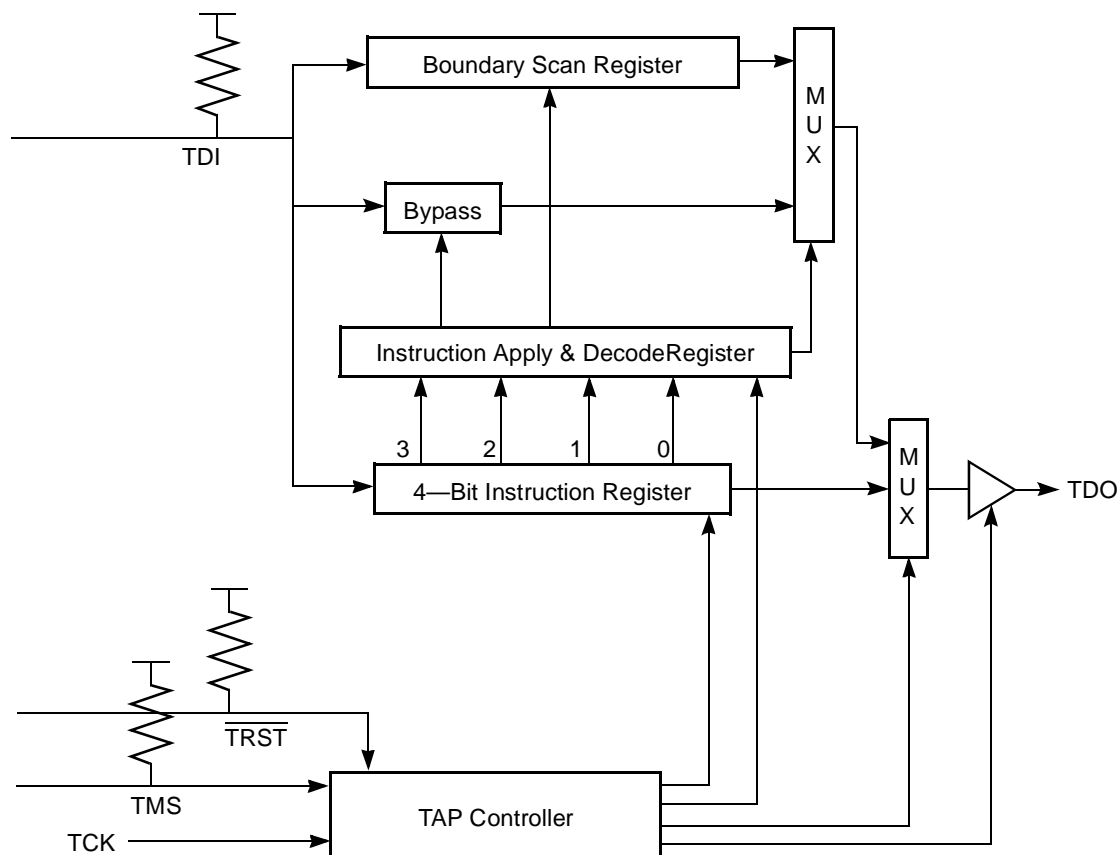 Boundary Scan Register
M
U
X
TDI
Bypass
Instruction Apply & DecodeRegister
3 2 1 0
4—Bit Instruction Register
M
U
X
TDO
TRST
TMS
TAP Controller
TCK